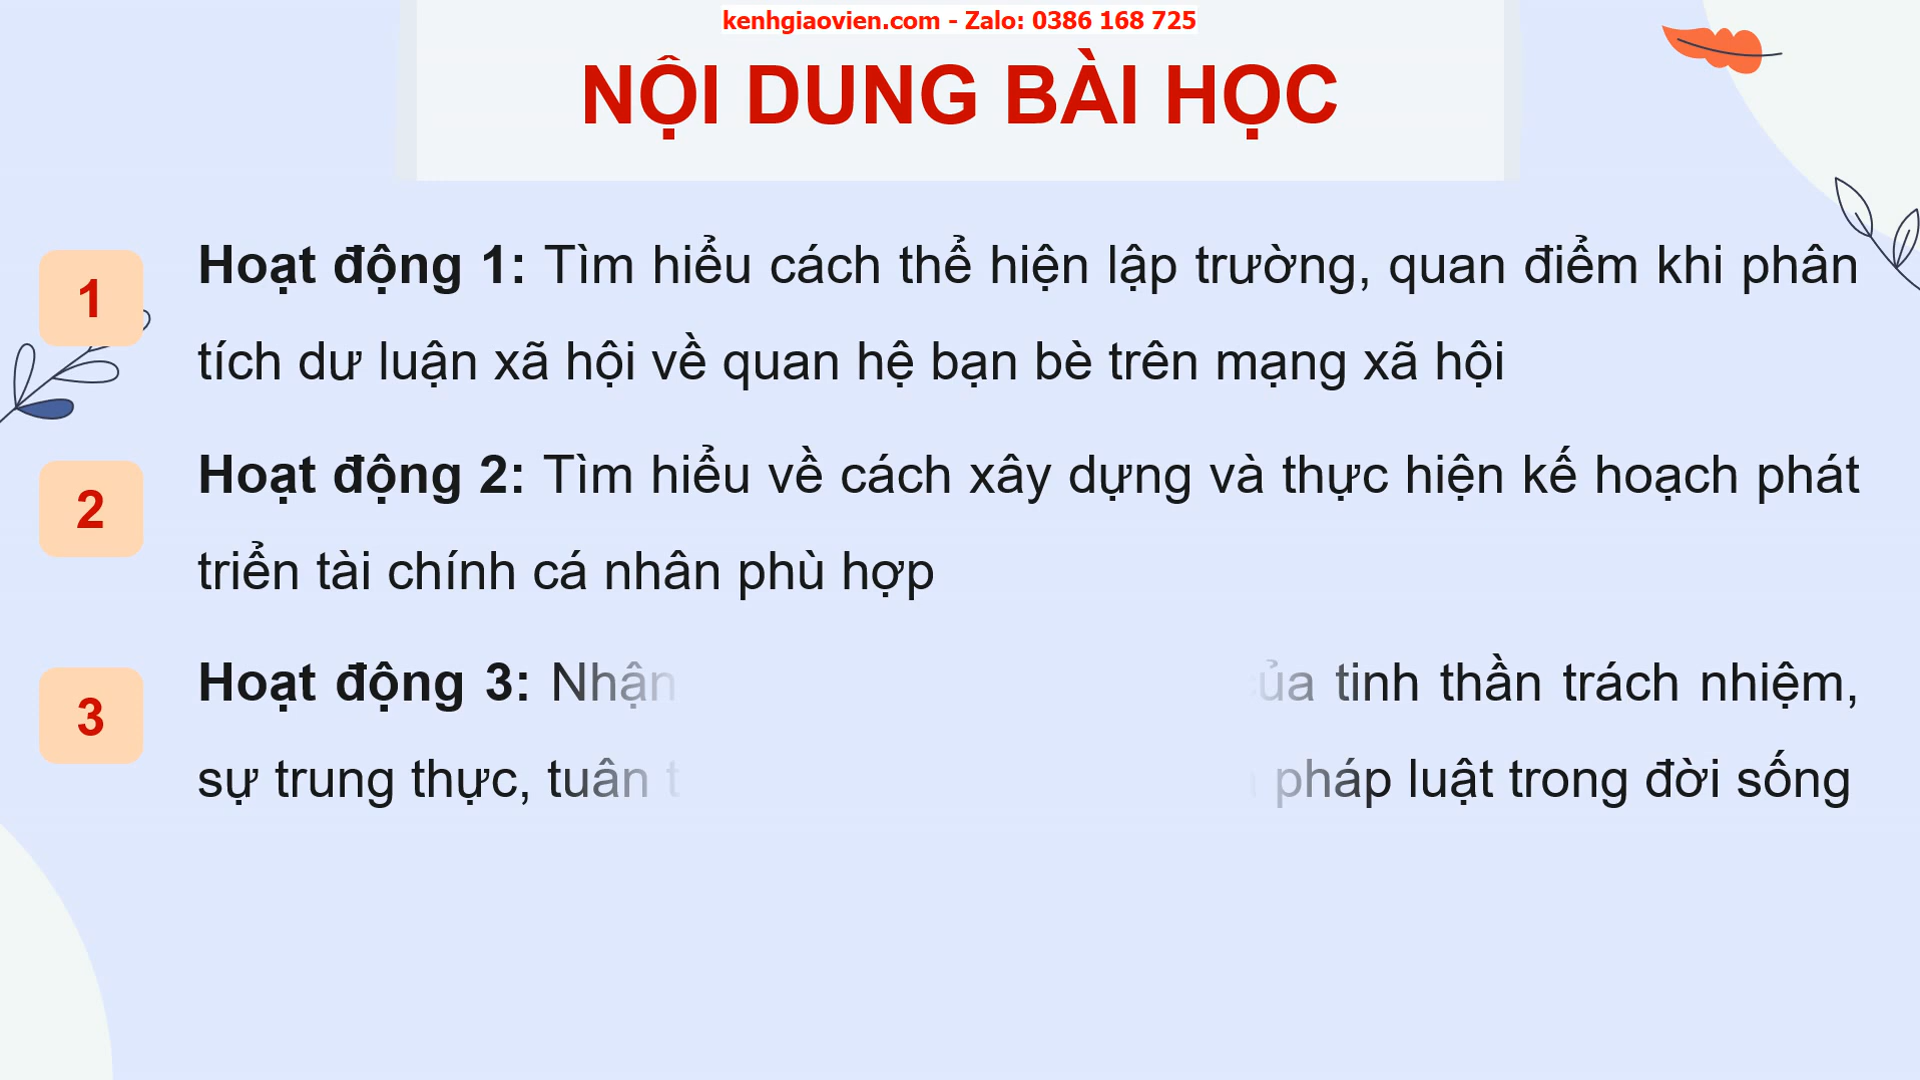 kenhgiaovien.com - Zalo: 0386 168 725
NỘI DUNG BÀI HỌC
1
Hoạt động 1: Tìm hiểu cách thể hiện lập trường, quan điểm khi phân
tích dư luận xã hội về quan hệ bạn bè trên mạng xã hội
2
Hoạt động 2: Tìm hiểu về cách xây dựng và thực hiện kế hoạch phát
triển tài chính cá nhân phù hợp
3
Hoạt động 3: Nhận của tinh thần trách nhiệm,
sự trung thực, tuân pháp luật trong đời sống